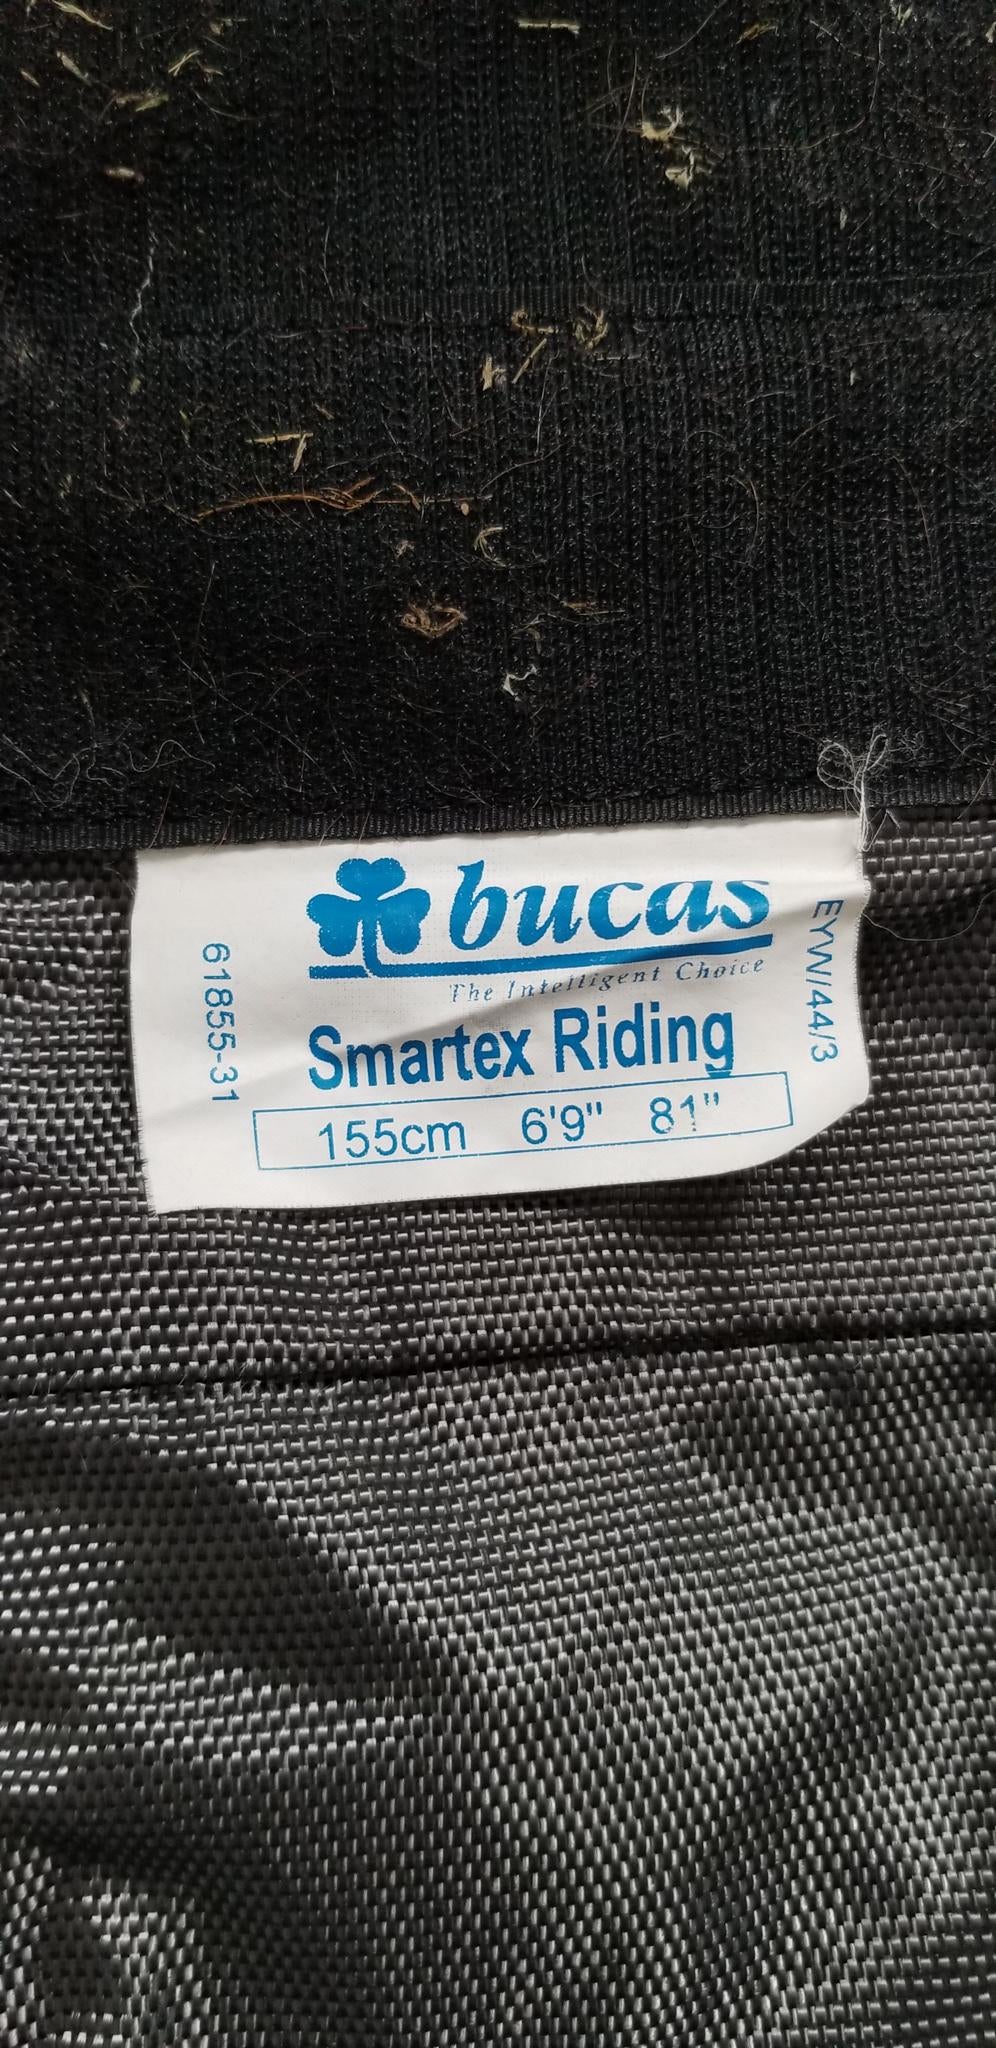 bucas
The Intelligent Choice
Smartex Riding
155cm 6'9" 81"
61855-31
EYW/44/3